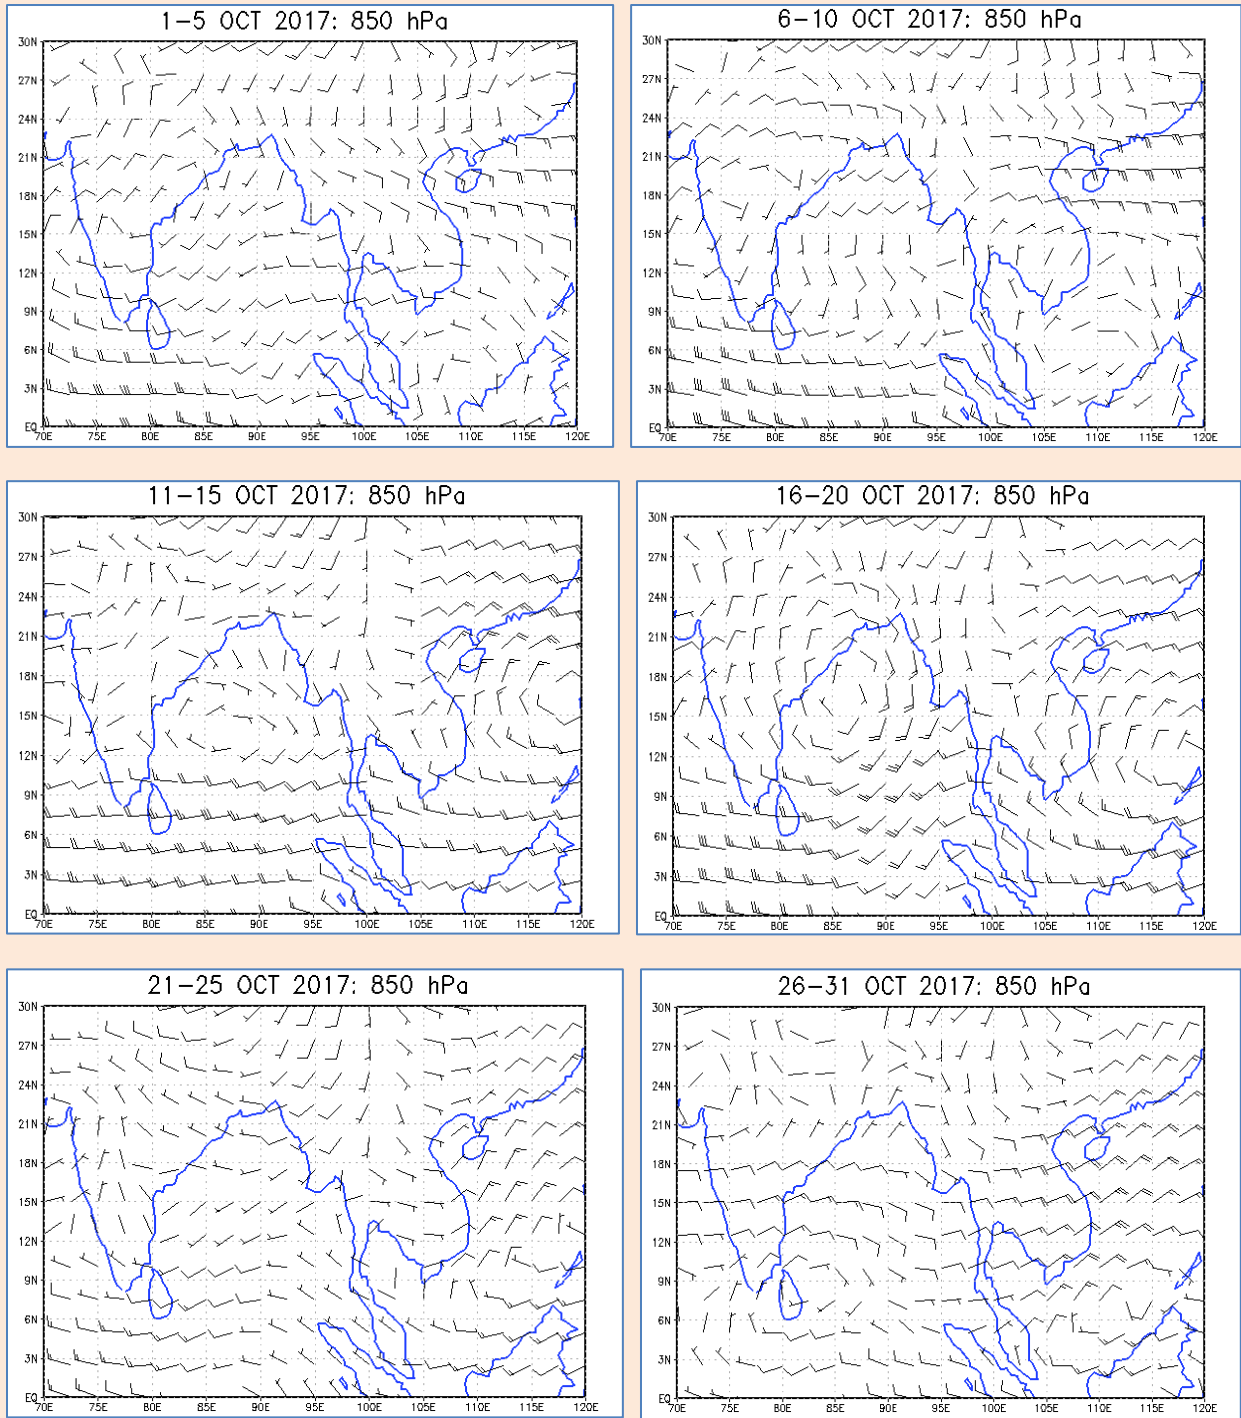 1–5 OCT 2017: 850 hPa
30N
27N
24N
21N
18N
15N
12N
9N
6N
3N
EQ
70E 75E 80E 85E 90E 95E 100E 105E 110E 115E 120E
6–10 OCT 2017: 850 hPa
30N
27N
24N
21N
18N
15N
12N
9N
6N
3N
EQ
70E 75E 80E 85E 90E 95E 100E 105E 110E 115E 120E
11–15 OCT 2017: 850 hPa
30N
27N
24N
21N
18N
15N
12N
9N
6N
3N
EQ
70E 75E 80E 85E 90E 95E 100E 105E 110E 115E 120E
16–20 OCT 2017: 850 hPa
30N
27N
24N
21N
18N
15N
12N
9N
6N
3N
EQ
70E 75E 80E 85E 90E 95E 100E 105E 110E 115E 120E
21–25 OCT 2017: 850 hPa
30N
27N
24N
21N
18N
15N
12N
9N
6N
3N
EQ
70E 75E 80E 85E 90E 95E 100E 105E 110E 115E 120E
26–31 OCT 2017: 850 hPa
30N
27N
24N
21N
18N
15N
12N
9N
6N
3N
EQ
70E 75E 80E 85E 90E 95E 100E 105E 110E 115E 120E